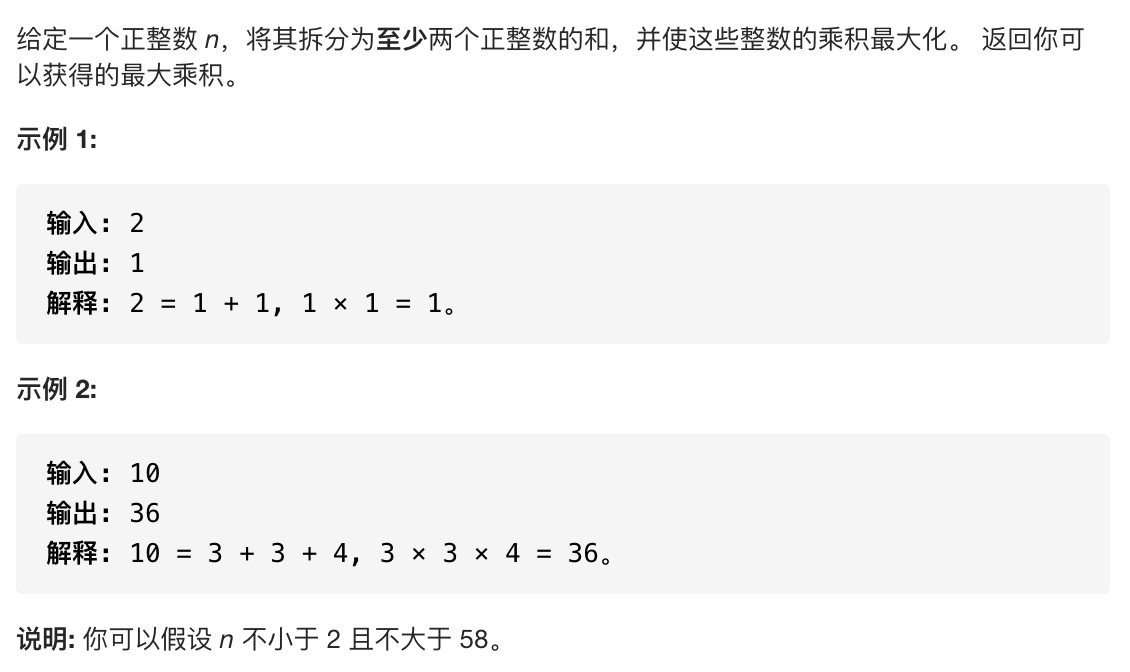 给定一个正整数 n，将其拆分为至少两个正整数的和，并使这些整数的乘积最大化。 返回你可
以获得的最大乘积。
示例 1:
输入: 2
输出: 1
解释: 2 = 1 + 1, 1 × 1 = 1。
示例 2:
输入: 10
输出: 36
解释: 10 = 3 + 3 + 4, 3 × 3 × 4 = 36。
说明: 你可以假设 n 不小于 2 且不大于 58。